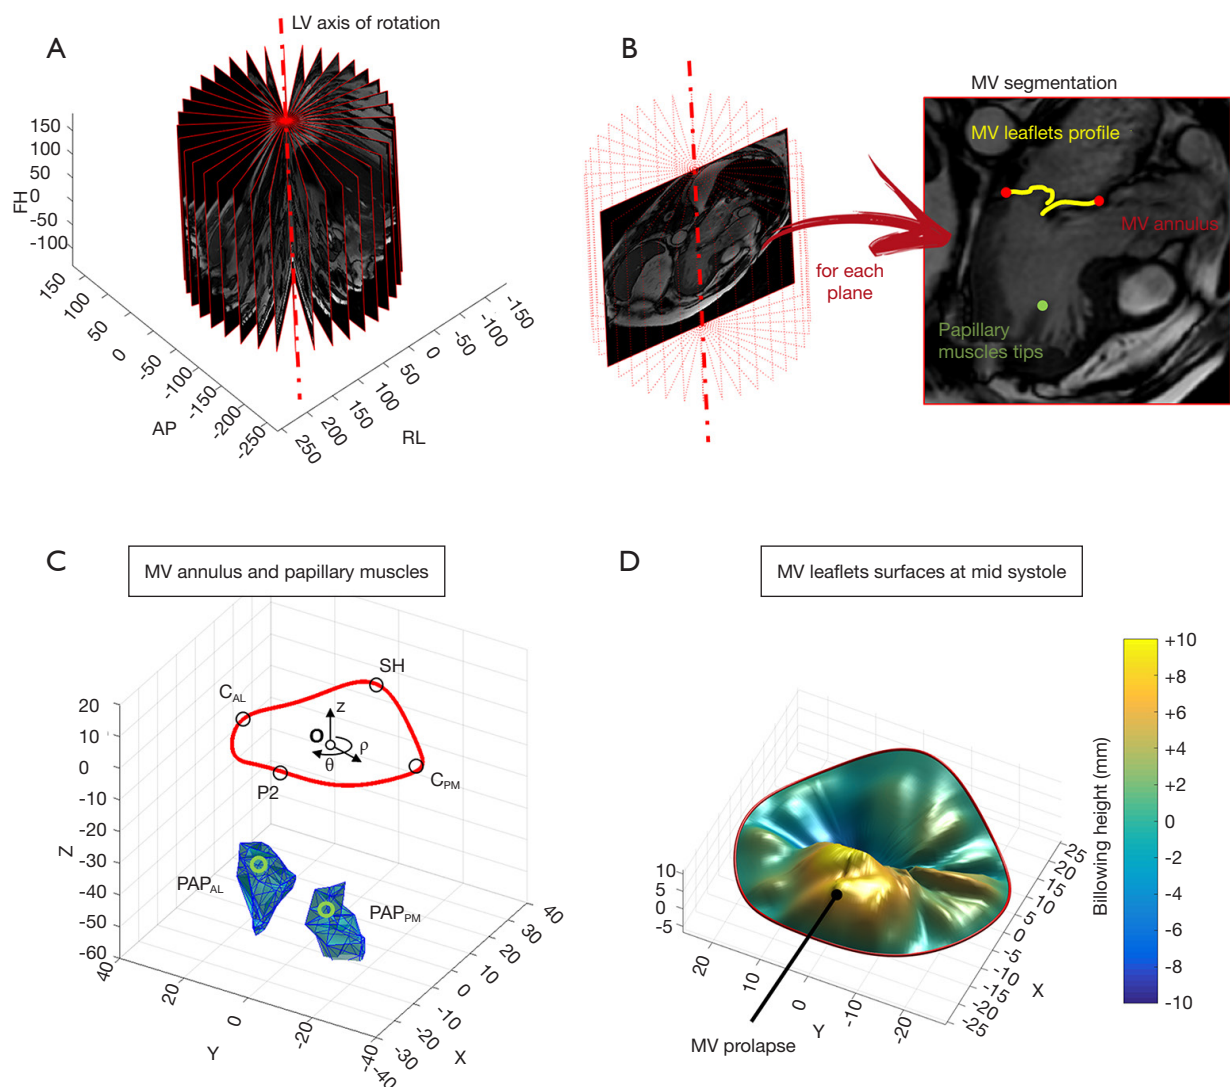 A
LV axis of rotation
150
100
50
0
-50
-100
FH
150
100
50
0
-50
-100
-150
-200
-250
AP
250
200
150
100
50
0
-50
-100
-150
RL
B
MV segmentation
MV leaflets profile
MV annulus
for each
plane
Papillary
muscles tips
C
MV annulus and papillary muscles
SH
C_AL
z
O
ρ
θ
C_PM
P2
PAP_AL
PAP_PM
20
10
0
-10
-20
-30
-40
-50
-60
Z
40
20
0
-20
-40
Y
40
30
20
10
0
-10
-20
-30
-40
X
D
MV leaflets surfaces at mid systole
10
5
0
-5
20
10
0
-10
-20
Y
25
20
15
10
5
0
-5
-10
-15
-20
-25
X
MV prolapse
Billowing height (mm)
+10
+8
+6
+4
+2
0
-2
-4
-6
-8
-10